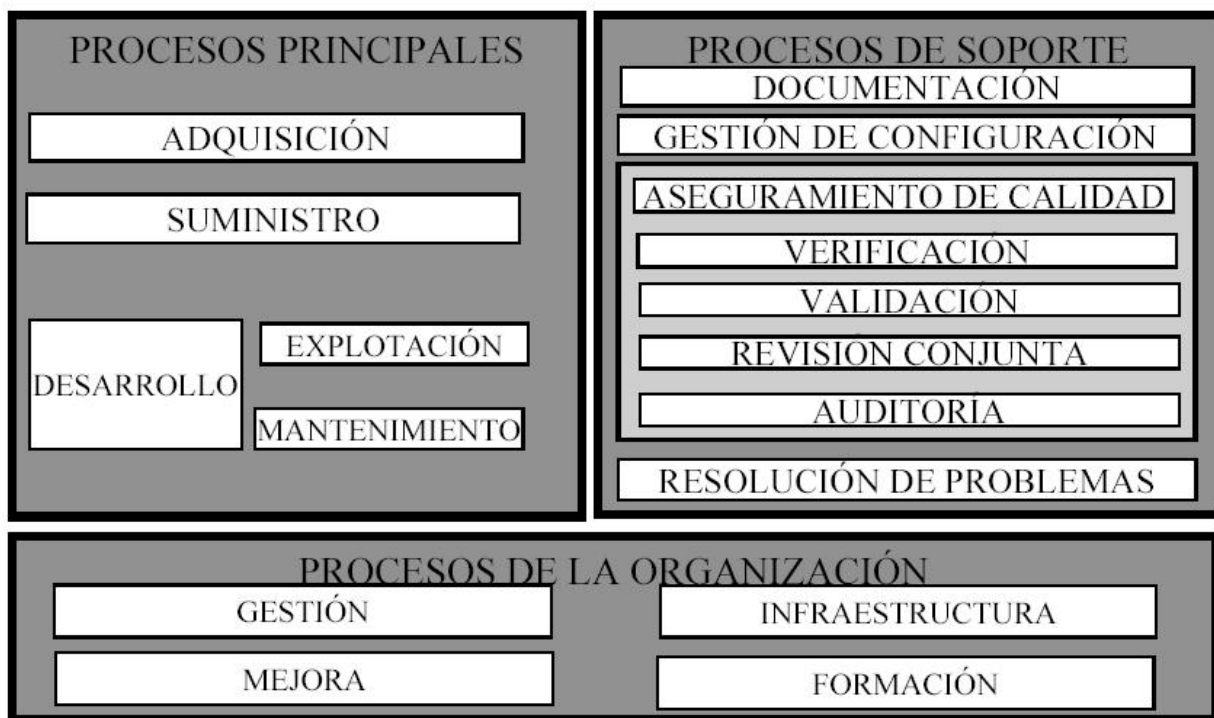 PROCESOS PRINCIPALES
ADQUISICIÓN
SUMINISTRO
DESARROLLO
EXPLOTACIÓN
MANTENIMIENTO
PROCESOS DE SOPORTE
DOCUMENTACIÓN
GESTIÓN DE CONFIGURACIÓN
ASEGURAMIENTO DE CALIDAD
VERIFICACIÓN
VALIDACIÓN
REVISIÓN CONJUNTA
AUDITORÍA
RESOLUCIÓN DE PROBLEMAS
PROCESOS DE LA ORGANIZACIÓN
GESTIÓN
INFRAESTRUCTURA
MEJORA
FORMACIÓN